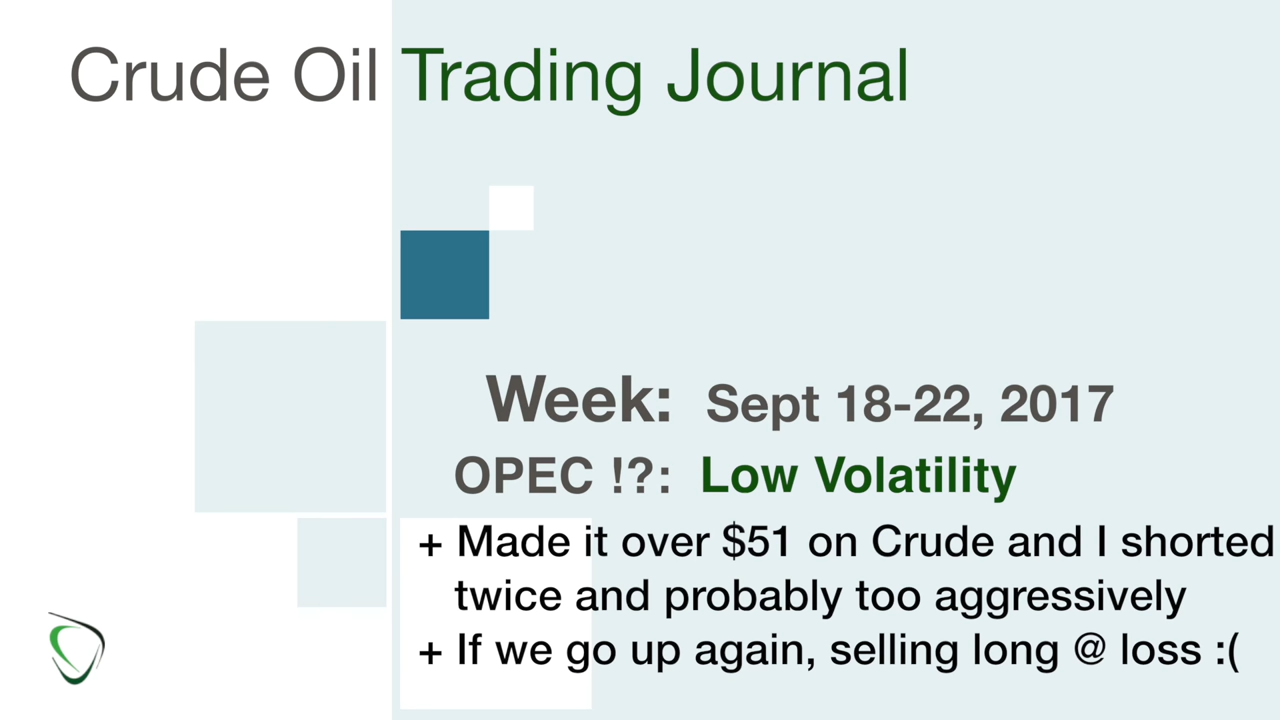 Crude Oil Trading Journal
Week: Sept 18-22, 2017
OPEC !?: Low Volatility
+ Made it over $51 on Crude and I shorted
twice and probably too aggressively
+ If we go up again, selling long @ loss :(